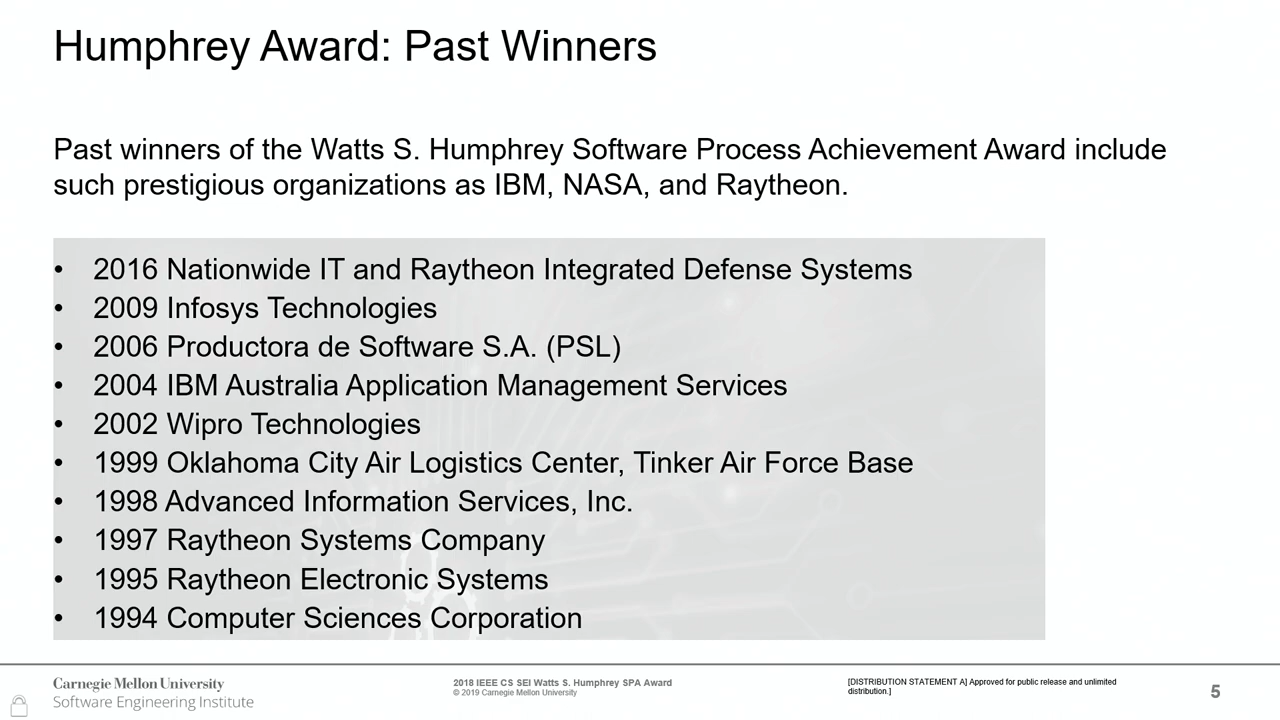 Humphrey Award: Past Winners
Past winners of the Watts S. Humphrey Software Process Achievement Award include
such prestigious organizations as IBM, NASA, and Raytheon.
• 2016 Nationwide IT and Raytheon Integrated Defense Systems
• 2009 Infosys Technologies
• 2006 Productora de Software S.A. (PSL)
• 2004 IBM Australia Application Management Services
• 2002 Wipro Technologies
• 1999 Oklahoma City Air Logistics Center, Tinker Air Force Base
• 1998 Advanced Information Services, Inc.
• 1997 Raytheon Systems Company
• 1995 Raytheon Electronic Systems
• 1994 Computer Sciences Corporation
Carnegie Mellon University
Software Engineering Institute
2018 IEEE CS SEI Watts S. Humphrey SPA Award
© 2019 Carnegie Mellon University
[DISTRIBUTION STATEMENT A] Approved for public release and unlimited
distribution.]
5